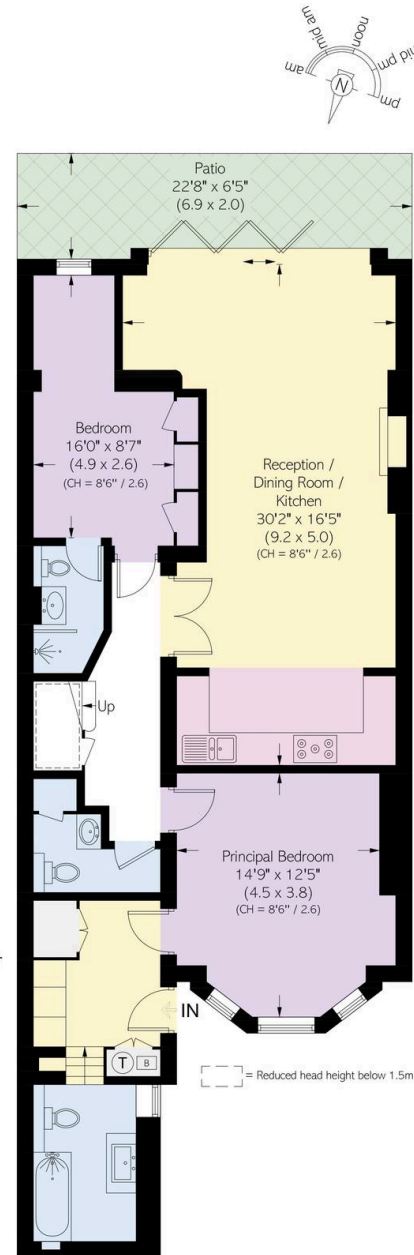 am
mid am
noon
mid pm
pm
N
Patio
22'8" x 6'5"
(6.9 x 2.0)
Bedroom
16'0" x 8'7"
(4.9 x 2.6)
(CH = 8'6" / 2.6)
Reception /
Dining Room /
Kitchen
30'2" x 16'5"
(9.2 x 5.0)
(CH = 8'6" / 2.6)
Up
Principal Bedroom
14'9" x 12'5"
(4.5 x 3.8)
(CH = 8'6" / 2.6)
IN
T
B
= Reduced head height below 1.5m